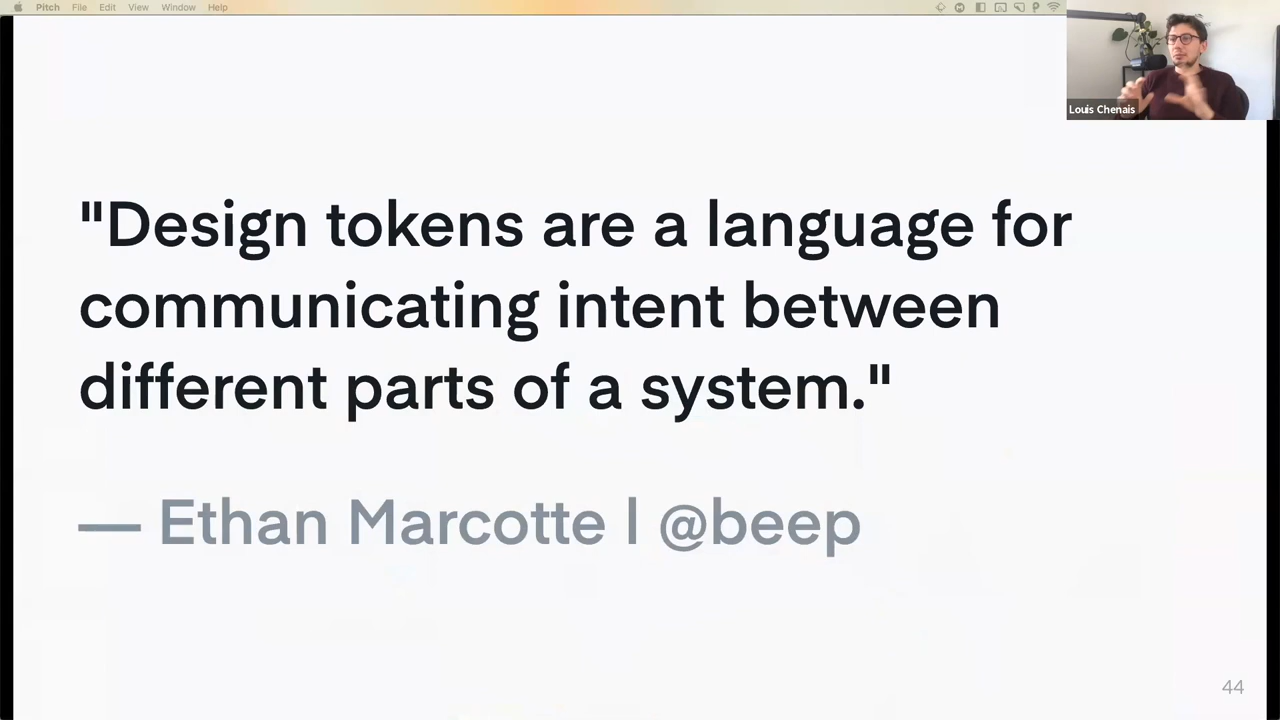 Pitch File Edit View Window Help
Louis Chenais
"Design tokens are a language for
communicating intent between
different parts of a system."
— Ethan Marcotte | @beep
44